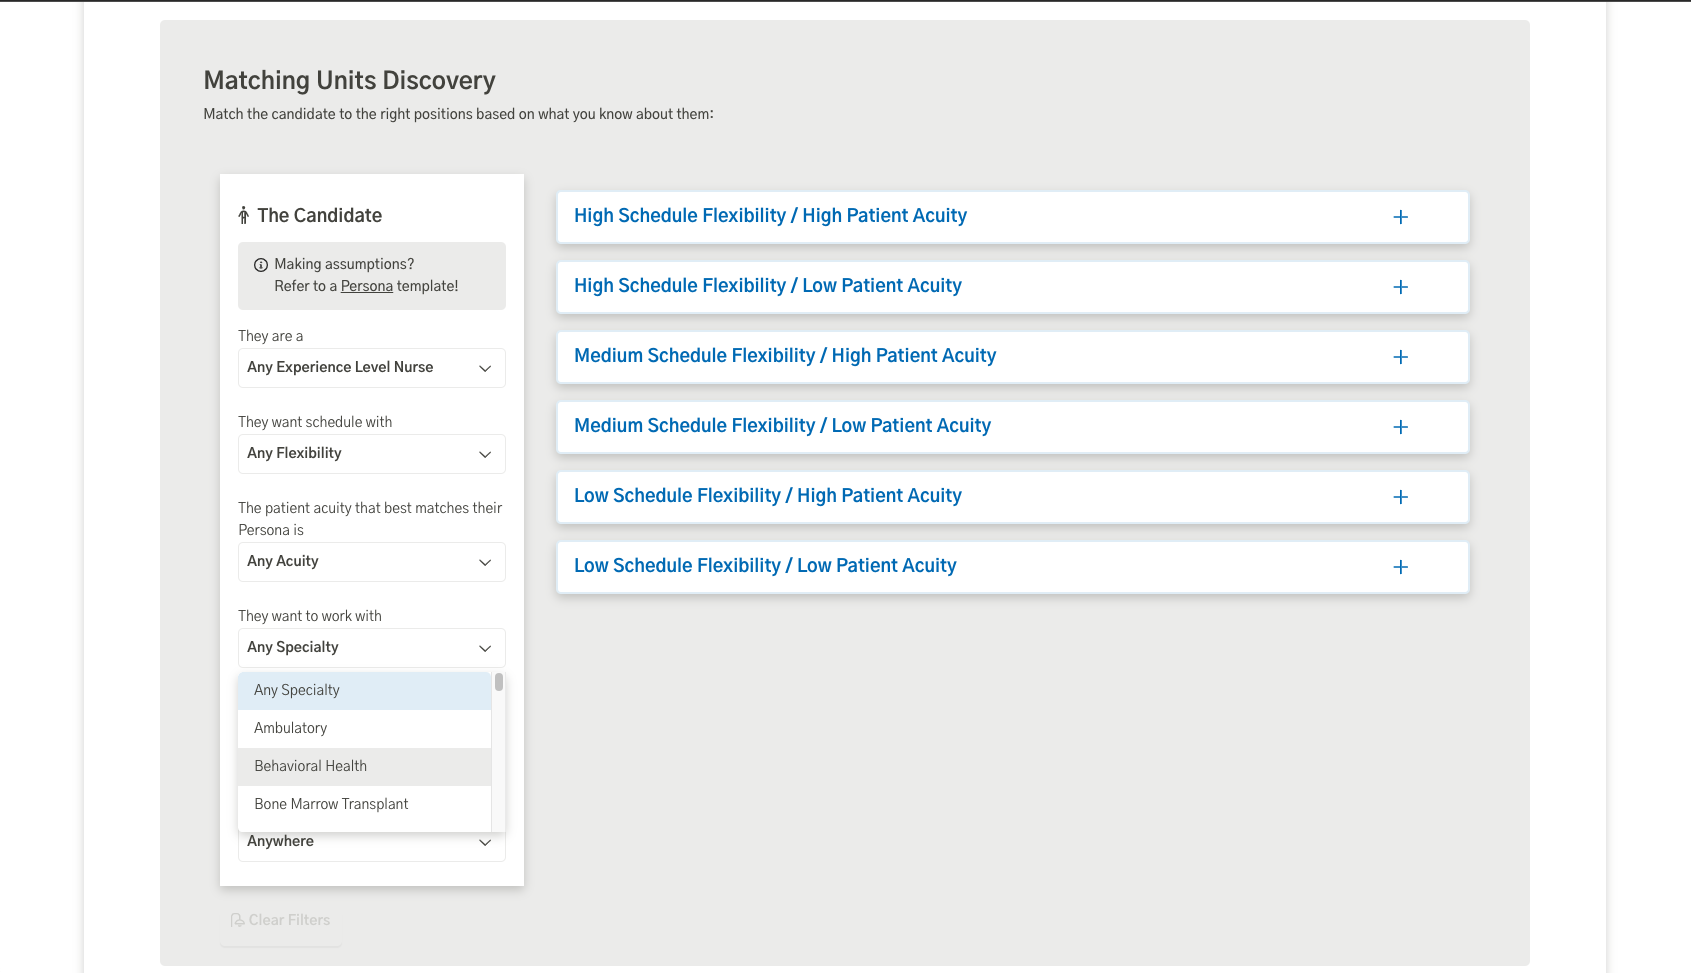 Matching Units Discovery
Match the candidate to the right positions based on what you know about them:
The Candidate
Making assumptions?
Refer to a Persona template!
They are a
Any Experience Level Nurse
They want schedule with
Any Flexibility
The patient acuity that best matches their
Persona is
Any Acuity
They want to work with
Any Specialty
Any Specialty
Ambulatory
Behavioral Health
Bone Marrow Transplant
Anywhere
Clear Filters
High Schedule Flexibility / High Patient Acuity
High Schedule Flexibility / Low Patient Acuity
Medium Schedule Flexibility / High Patient Acuity
Medium Schedule Flexibility / Low Patient Acuity
Low Schedule Flexibility / High Patient Acuity
Low Schedule Flexibility / Low Patient Acuity